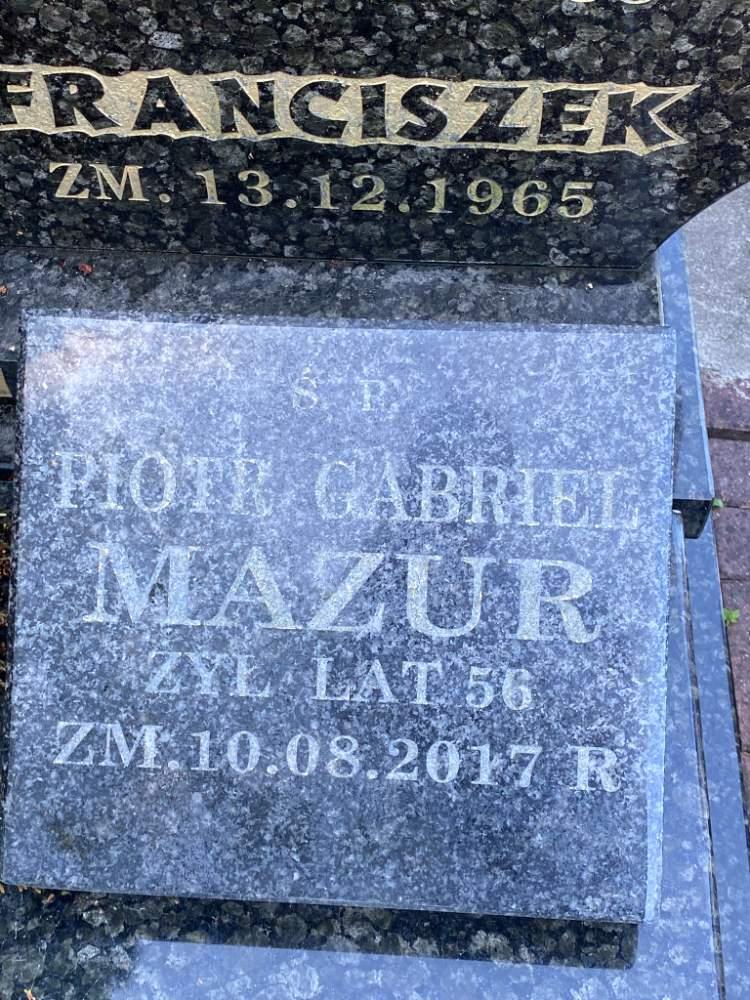 FRANCISZEK
ZM. 13.12.1965
Ś P
PIOTR GABRIEL
MAZUR
ŻYŁ LAT 56
ZM.10.08.2017 R